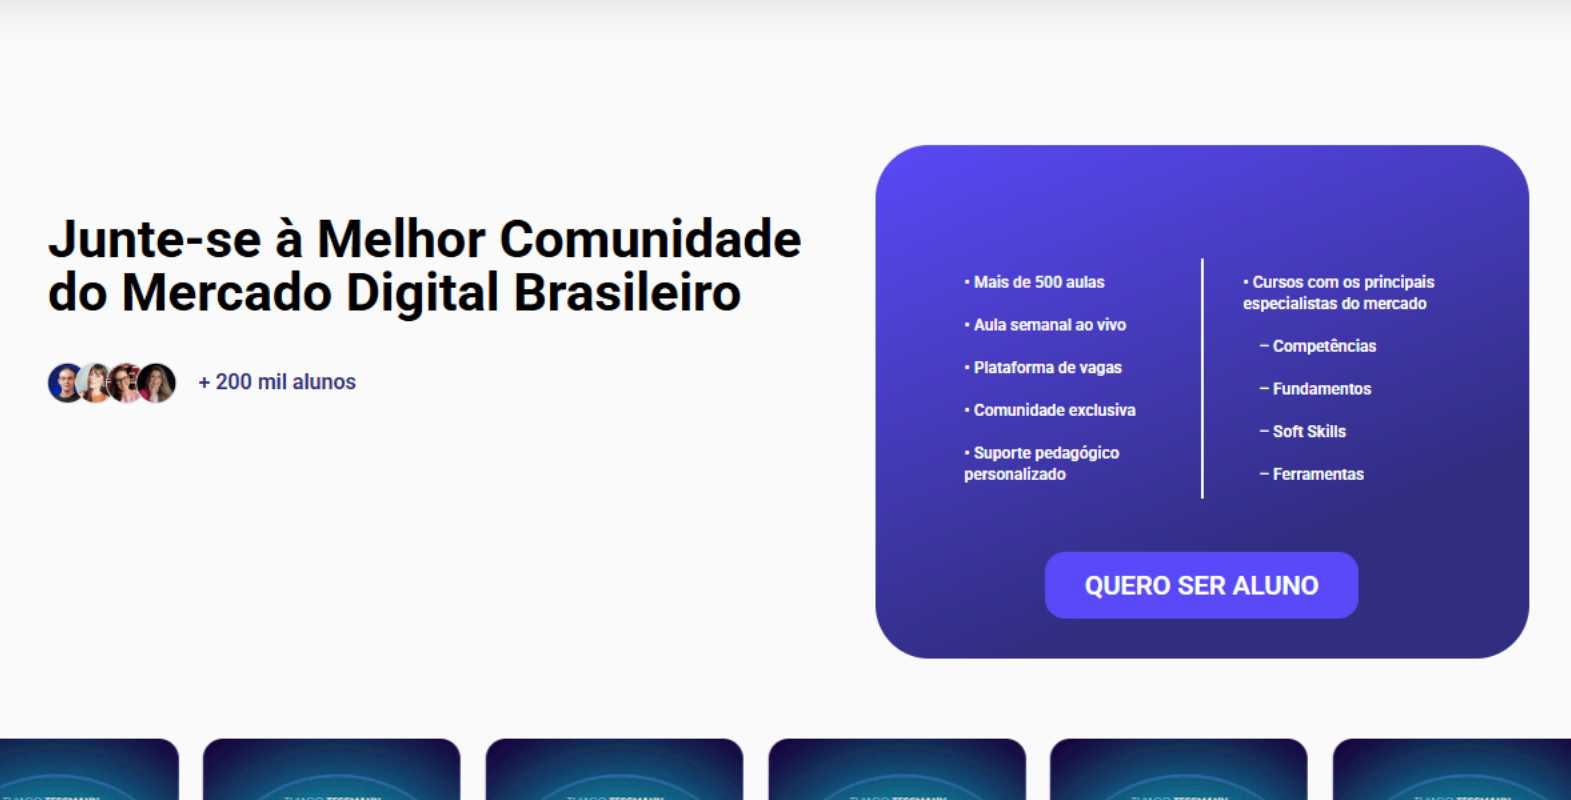 Junte-se à Melhor Comunidade
do Mercado Digital Brasileiro
+ 200 mil alunos
• Mais de 500 aulas
• Aula semanal ao vivo
• Plataforma de vagas
• Comunidade exclusiva
• Suporte pedagógico
personalizado
• Cursos com os principais
especialistas do mercado
– Competências
– Fundamentos
– Soft Skills
– Ferramentas
QUERO SER ALUNO